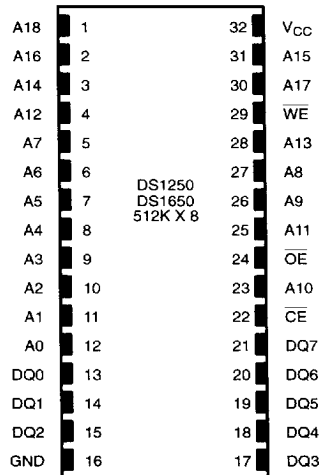 A18 1 32 VCC
A16 2 31 A15
A14 3 30 A17
A12 4 29 W̅E̅
A7 5 28 A13
A6 6 27 A8
DS1250
A5 7 26 A9
DS1650
512K X 8
A4 8 25 A11
A3 9 24 O̅E̅
A2 10 23 A10
A1 11 22 C̅E̅
A0 12 21 DQ7
DQ0 13 20 DQ6
DQ1 14 19 DQ5
DQ2 15 18 DQ4
GND 16 17 DQ3